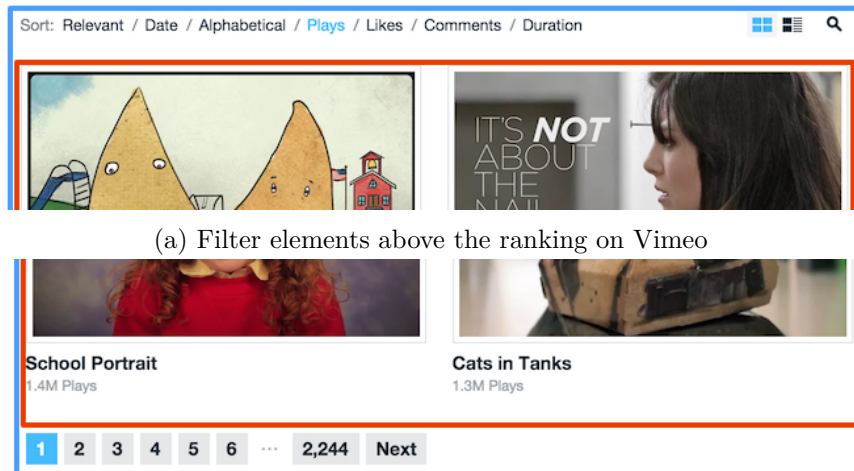 Sort: Relevant / Date / Alphabetical / Plays / Likes / Comments / Duration
IT'S NOT
ABOUT
THE
NAIL
(a) Filter elements above the ranking on Vimeo
School Portrait
1.4M Plays
Cats in Tanks
1.3M Plays
1 2 3 4 5 6 ··· 2,244 Next